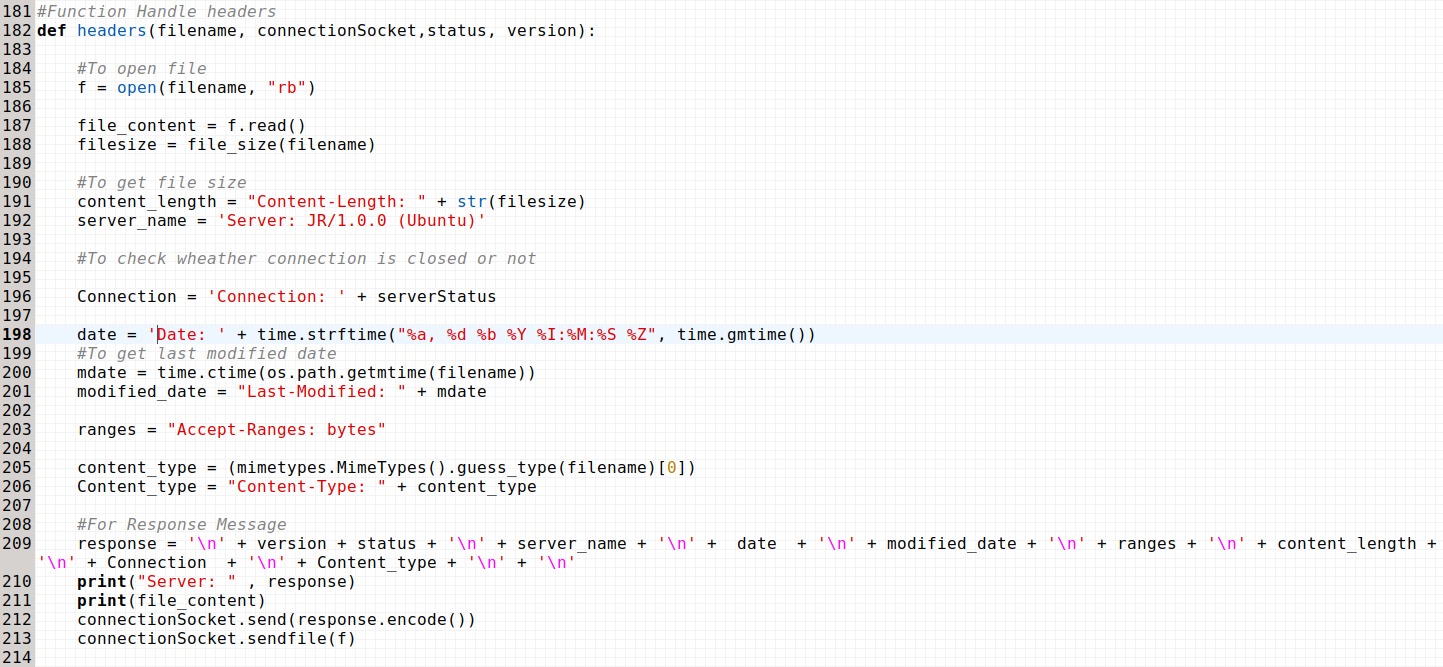 181 #Function Handle headers
182 def headers(filename, connectionSocket,status, version):
183
184     #To open file
185     f = open(filename, "rb")
186
187     file_content = f.read()
188     filesize = file_size(filename)
189
190     #To get file size
191     content_length = "Content-Length: " + str(filesize)
192     server_name = 'Server: JR/1.0.0 (Ubuntu)'
193
194     #To check wheather connection is closed or not
195
196     Connection = 'Connection: ' + serverStatus
197
198     date = 'Date: ' + time.strftime("%a, %d %b %Y %I:%M:%S %Z", time.gmtime())
199     #To get last modified date
200     mdate = time.ctime(os.path.getmtime(filename))
201     modified_date = "Last-Modified: " + mdate
202
203     ranges = "Accept-Ranges: bytes"
204
205     content_type = (mimetypes.MimeTypes().guess_type(filename)[0])
206     Content_type = "Content-Type: " + content_type
207
208     #For Response Message
209     response = '\n' + version + status + '\n' + server_name + '\n' +  date  + '\n' + modified_date + '\n' + ranges + '\n' + content_length +
'\n' + Connection  + '\n' + Content_type + '\n' + '\n'
210     print("Server: " , response)
211     print(file_content)
212     connectionSocket.send(response.encode())
213     connectionSocket.sendfile(f)
214